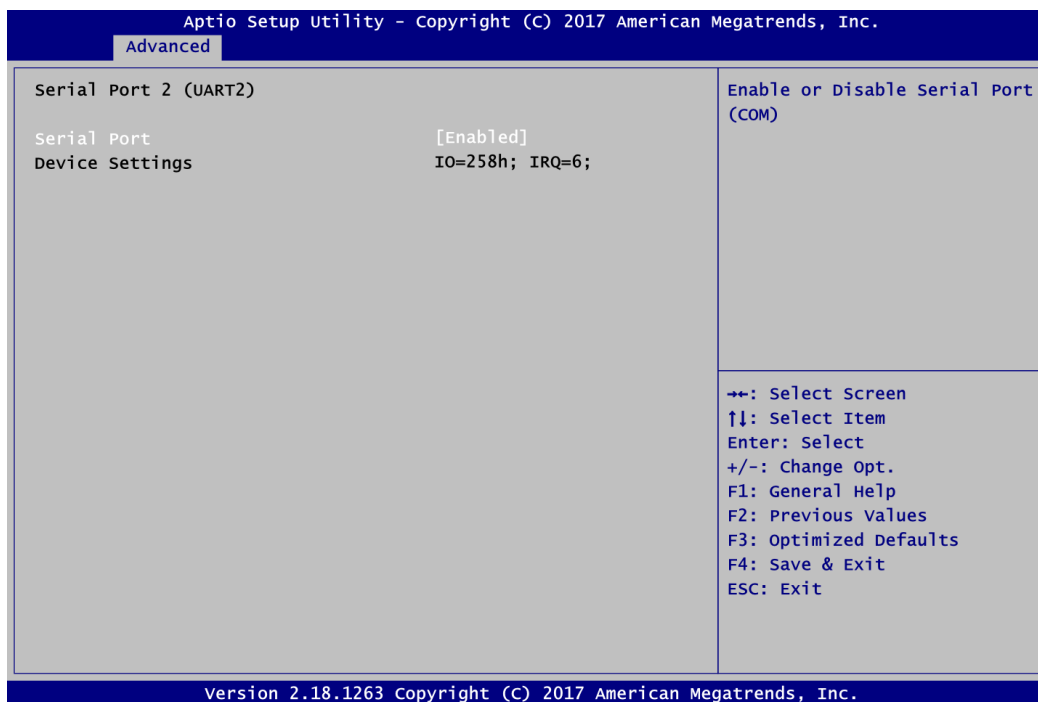 Aptio Setup Utility – Copyright (C) 2017 American Megatrends, Inc.
Advanced
Serial Port 2 (UART2)
Serial Port [Enabled]
Device Settings IO=258h; IRQ=6;
Enable or Disable Serial Port
(COM)
→←: Select Screen
↑↓: Select Item
Enter: Select
+/-: Change Opt.
F1: General Help
F2: Previous Values
F3: Optimized Defaults
F4: Save & Exit
ESC: Exit
Version 2.18.1263 Copyright (C) 2017 American Megatrends, Inc.